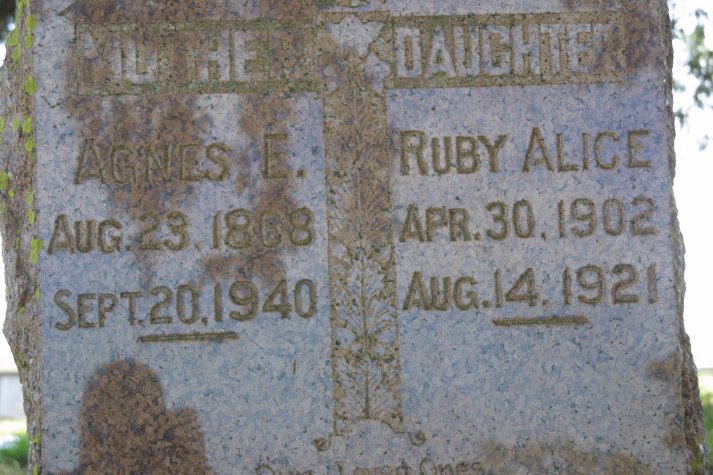 MOTHER
AGNES E.
AUG. 23, 1868
SEPT. 20, 1940
DAUGHTER
RUBY ALICE
APR. 30, 1902
AUG. 14, 1921